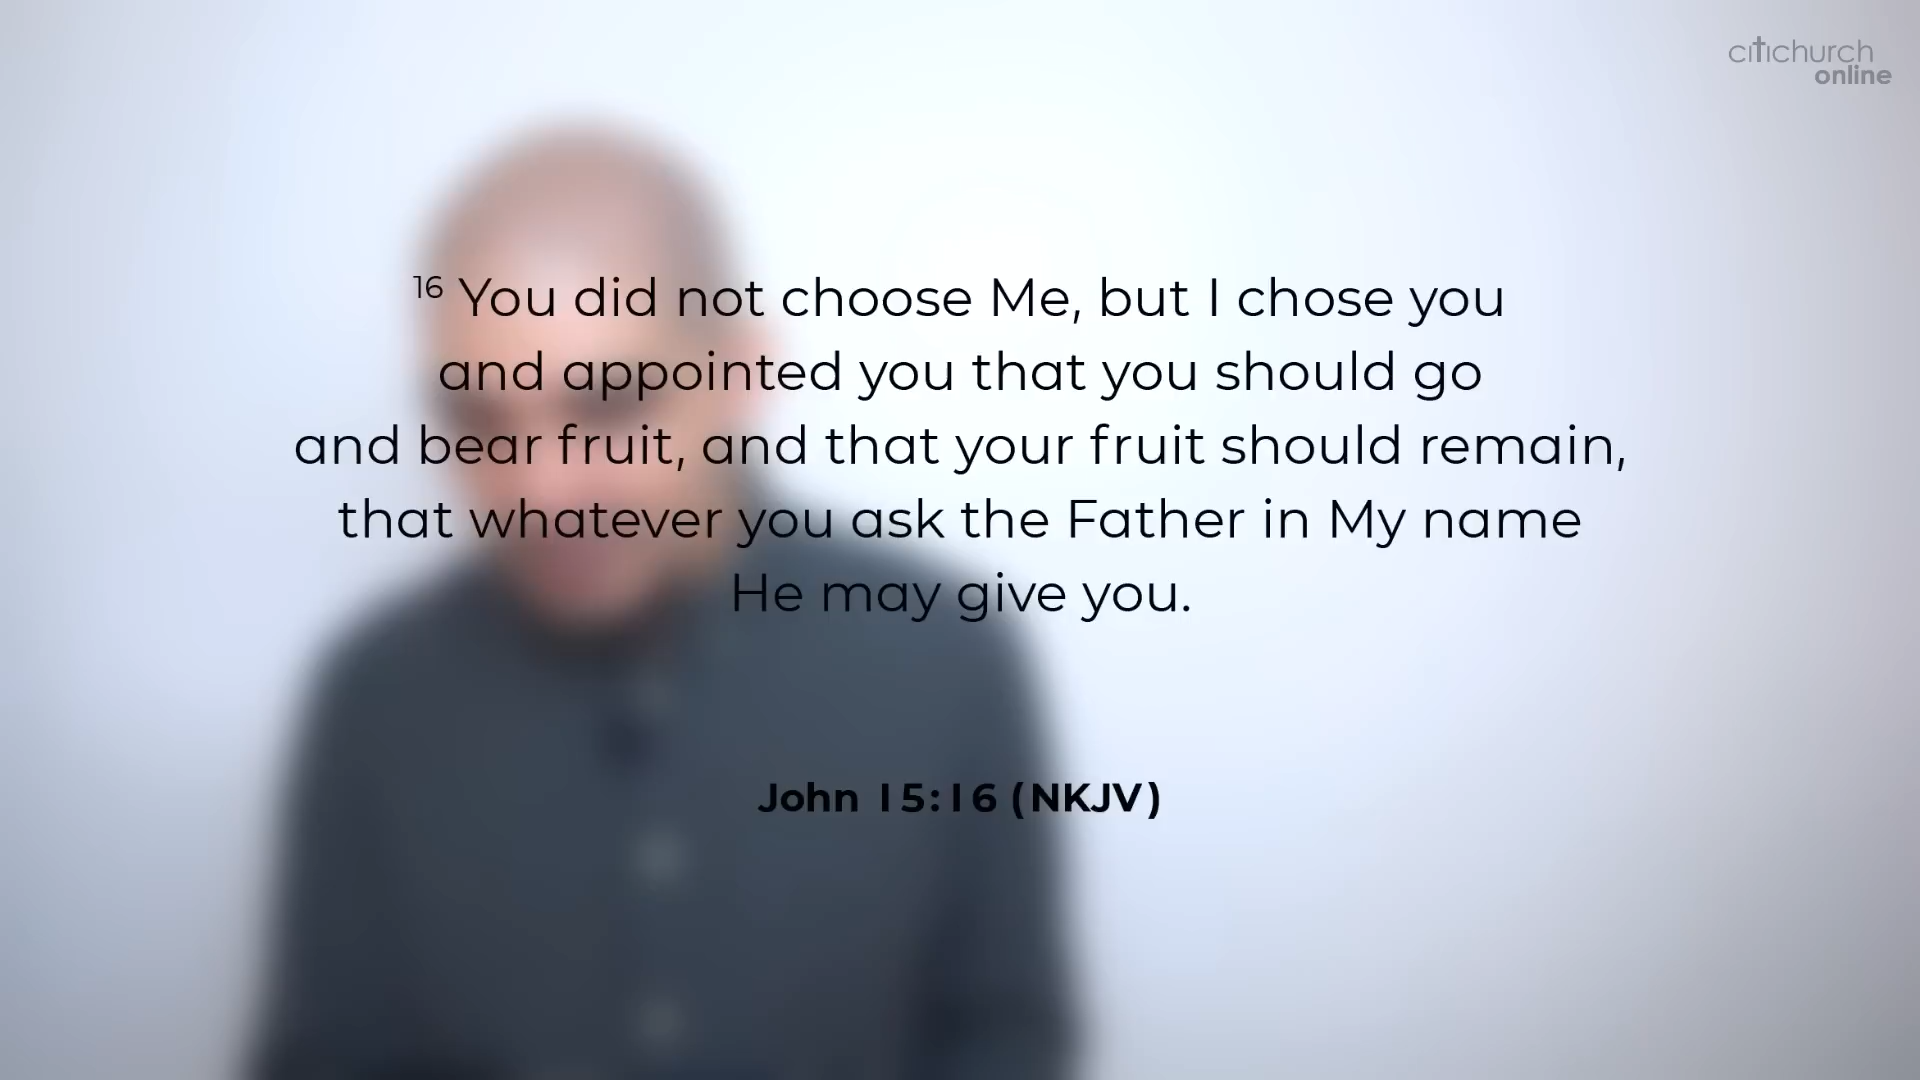 citichurch
online
16 You did not choose Me, but I chose you
and appointed you that you should go
and bear fruit, and that your fruit should remain,
that whatever you ask the Father in My name
He may give you.
John 15:16 (NKJV)